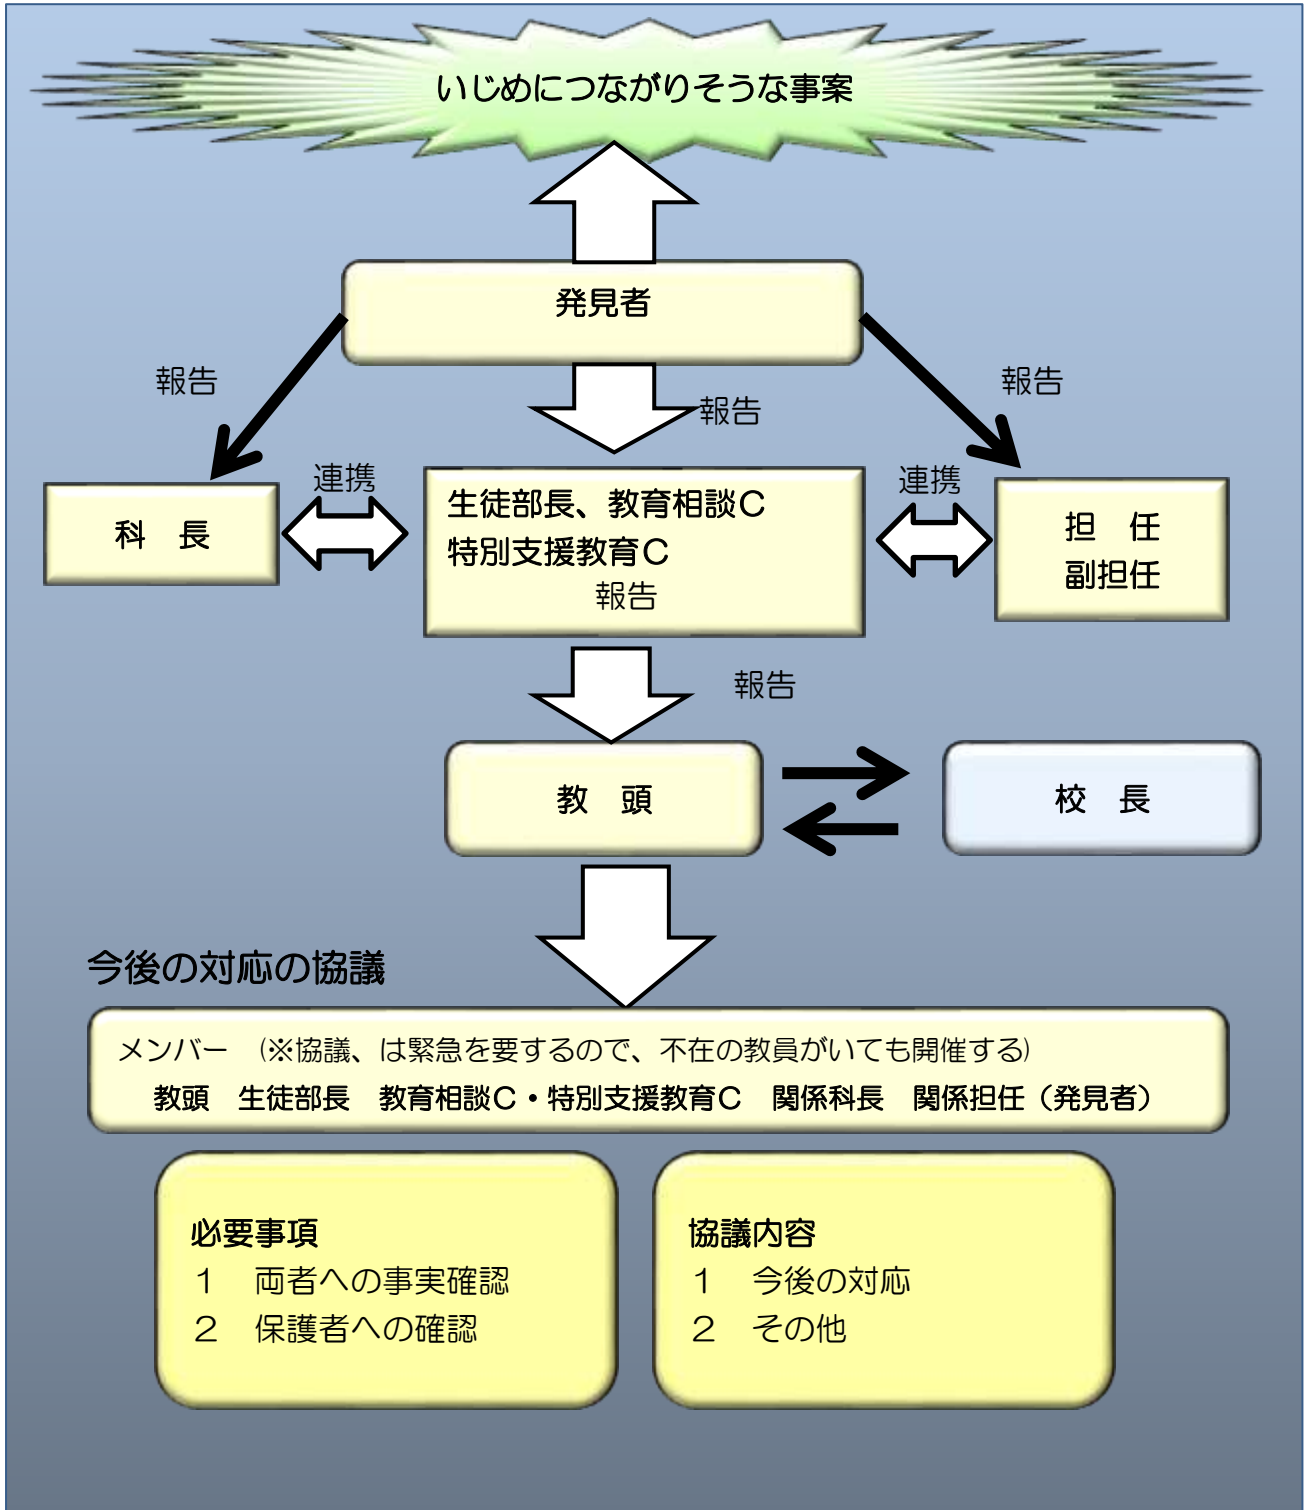 いじめにつながりそうな事案
発見者
報告
報告
報告
連携
連携
科　長
生徒部長、教育相談Ｃ
特別支援教育Ｃ
報告
担　任
副担任
報告
教　頭
校　長
今後の対応の協議
メンバー　(※協議、は緊急を要するので、不在の教員がいても開催する)
教頭　生徒部長　教育相談Ｃ・特別支援教育Ｃ　関係科長　関係担任（発見者）
必要事項
１　両者への事実確認
２　保護者への確認
協議内容
１　今後の対応
２　その他